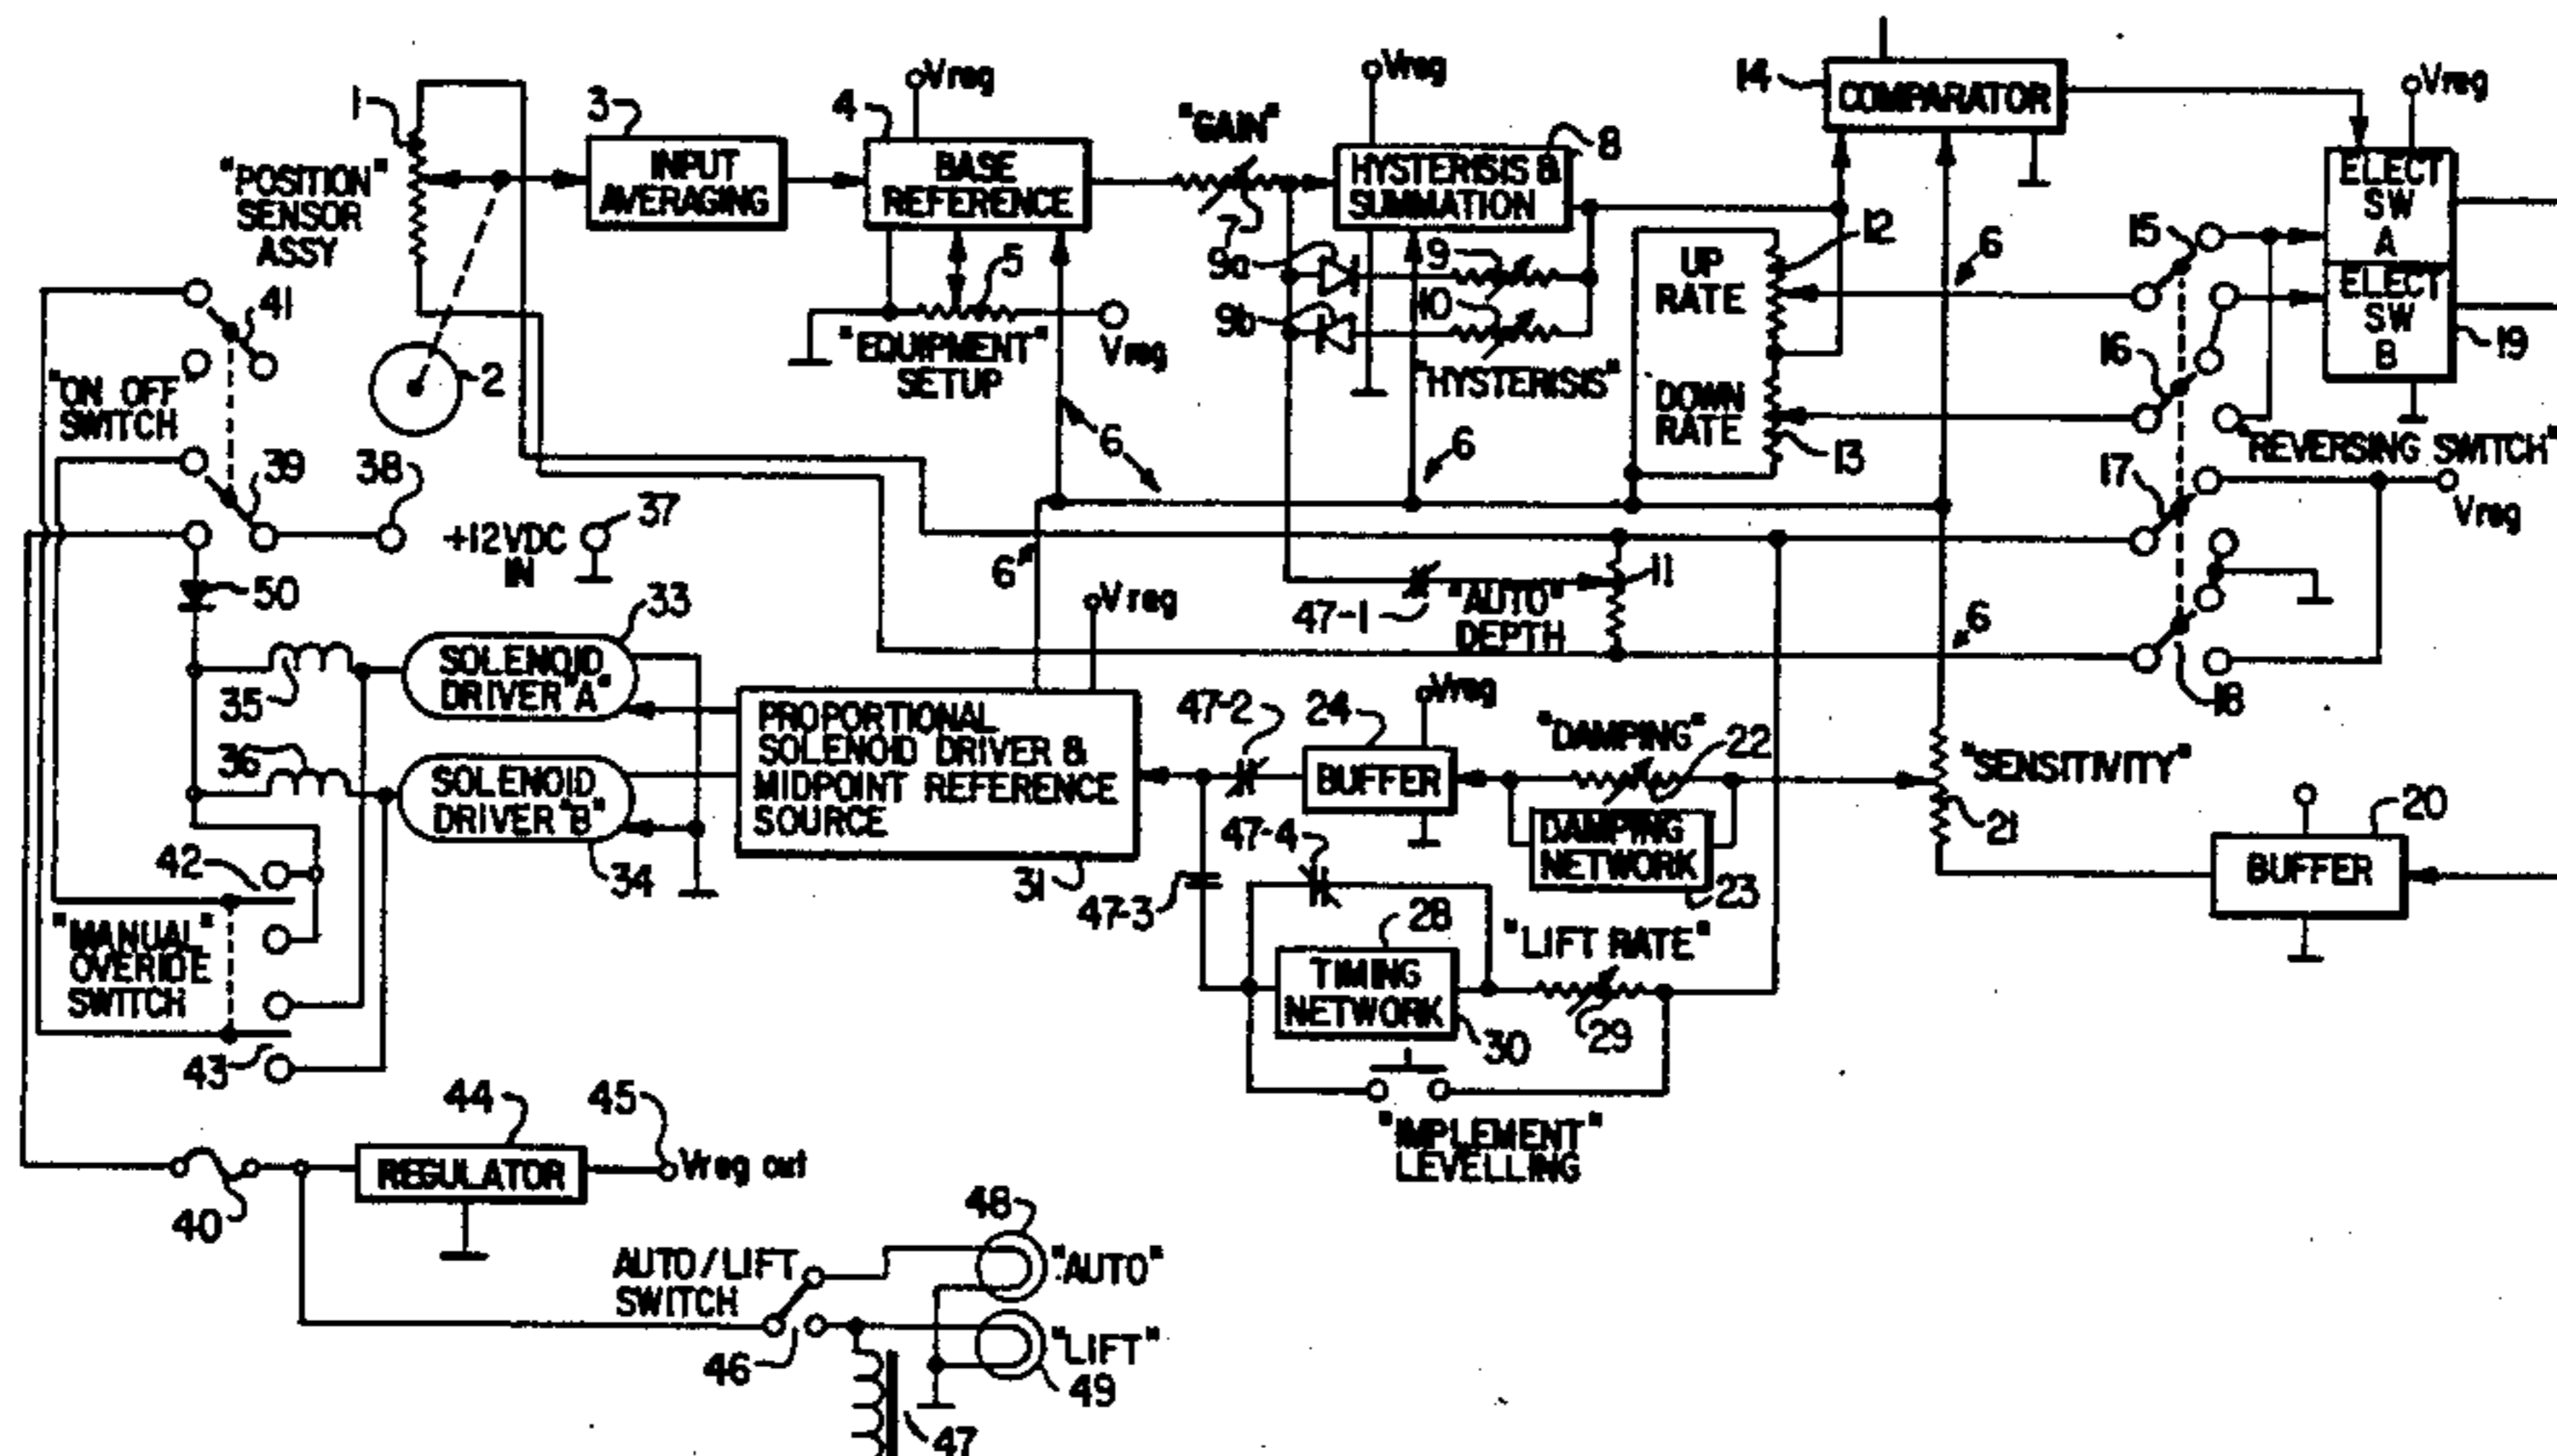 1
"POSITION"
SENSOR
ASSY
2
3
INPUT
AVERAGING
4
Vreg
BASE
REFERENCE
5
"EQUIPMENT"
SETUP
Vreg
6
"GAIN"
7
Vreg
HYSTERISIS &
SUMMATION
8
9a
9
9b
10
"HYSTERISIS"
6
UP
RATE
12
DOWN
RATE
13
14
COMPARATOR
6
15
16
17
18
Vreg
ELECT
SW
A
ELECT
SW
B
19
"REVERSING SWITCH"
Vreg
41
"ON OFF"
SWITCH
39
38
+12VDC
IN
37
50
35
36
33
SOLENOID
DRIVER "A"
SOLENOID
DRIVER "B"
34
6
Vreg
PROPORTIONAL
SOLENOID DRIVER &
MIDPOINT REFERENCE
SOURCE
31
47-1
"AUTO"
DEPTH
11
6
47-2
24
Vreg
BUFFER
"DAMPING"
22
DAMPING
NETWORK
23
"SENSITIVITY"
21
20
BUFFER
47-3
47-4
28
TIMING
NETWORK
30
"LIFT RATE"
29
"IMPLEMENT"
LEVELLING
42
"MANUAL"
OVERIDE
SWITCH
43
40
44
REGULATOR
45
Vreg out
AUTO/LIFT
SWITCH
46
48
"AUTO"
"LIFT"
49
47